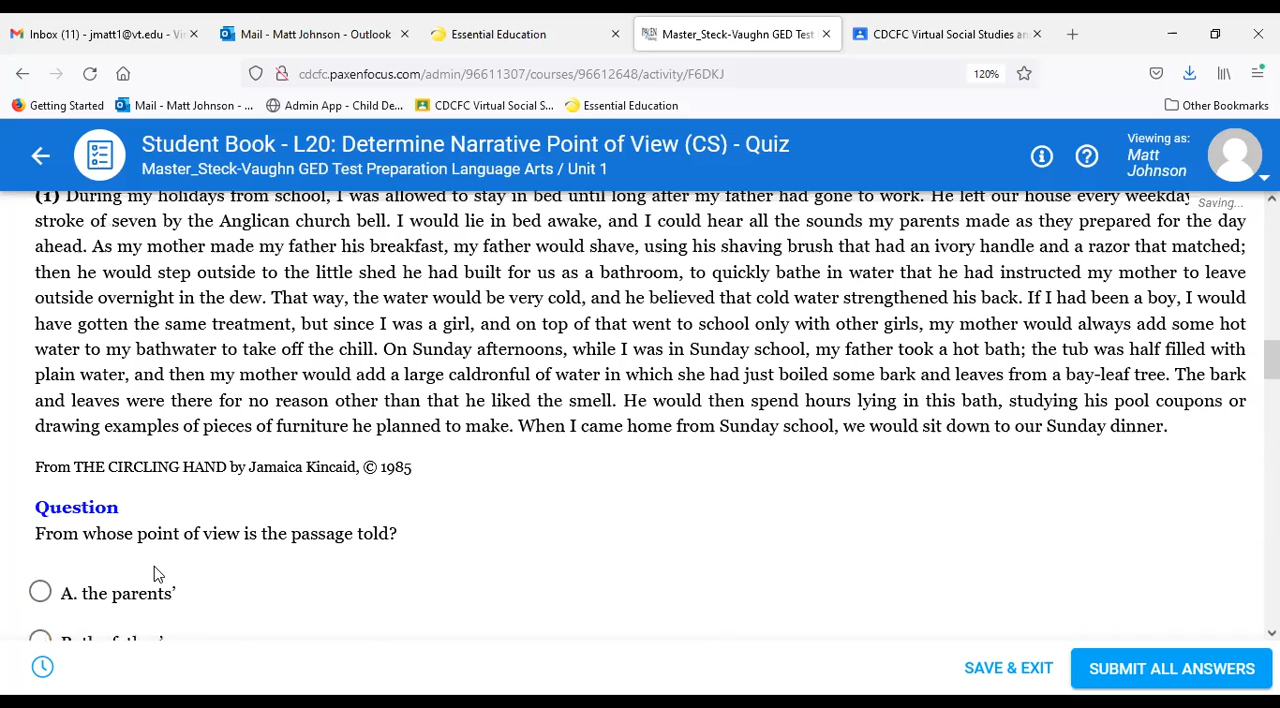 Inbox (11) - jmatt1@vt.edu - Vir
Mail - Matt Johnson - Outlook
Essential Education
Master_Steck-Vaughn GED Test
CDCFC Virtual Social Studies an
cdcfc.paxenfocus.com/admin/96611307/courses/96612648/activity/F6DKJ
120%
Getting Started
Mail - Matt Johnson - ...
Admin App - Child De...
CDCFC Virtual Social S...
Essential Education
Other Bookmarks
Student Book - L20: Determine Narrative Point of View (CS) - Quiz
Master_Steck-Vaughn GED Test Preparation Language Arts / Unit 1
Viewing as:
Matt
Johnson
Saving...
(1) During my holidays from school, I was allowed to stay in bed until long after my father had gone to work. He left our house every weekday
stroke of seven by the Anglican church bell. I would lie in bed awake, and I could hear all the sounds my parents made as they prepared for the day
ahead. As my mother made my father his breakfast, my father would shave, using his shaving brush that had an ivory handle and a razor that matched;
then he would step outside to the little shed he had built for us as a bathroom, to quickly bathe in water that he had instructed my mother to leave
outside overnight in the dew. That way, the water would be very cold, and he believed that cold water strengthened his back. If I had been a boy, I would
have gotten the same treatment, but since I was a girl, and on top of that went to school only with other girls, my mother would always add some hot
water to my bathwater to take off the chill. On Sunday afternoons, while I was in Sunday school, my father took a hot bath; the tub was half filled with
plain water, and then my mother would add a large caldronful of water in which she had just boiled some bark and leaves from a bay-leaf tree. The bark
and leaves were there for no reason other than that he liked the smell. He would then spend hours lying in this bath, studying his pool coupons or
drawing examples of pieces of furniture he planned to make. When I came home from Sunday school, we would sit down to our Sunday dinner.
From THE CIRCLING HAND by Jamaica Kincaid, © 1985
Question
From whose point of view is the passage told?
A. the parents’
B. the father’
SAVE & EXIT
SUBMIT ALL ANSWERS